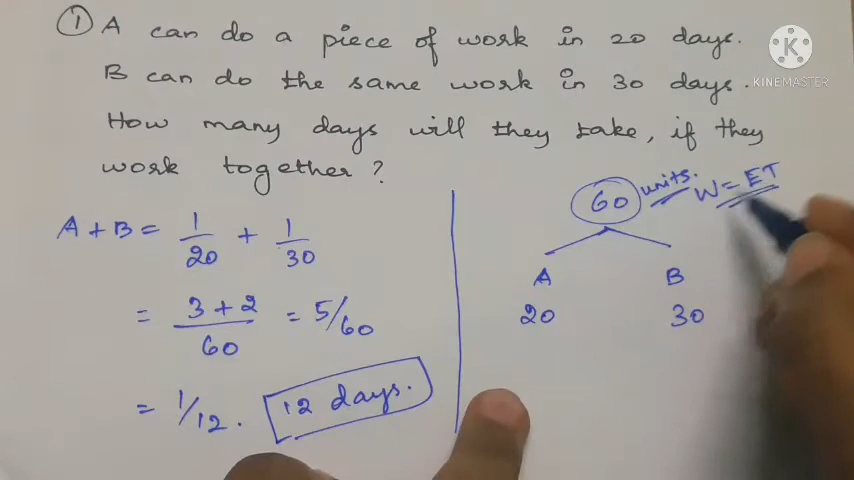 ① A can do a piece of work in 20 days.
B can do the same work in 30 days.
How many days will they take, if they
work together?
A + B = 1/20 + 1/30
= 3 + 2/60 = 5/60
= 1/12. 12 days.
60 units. W = ET
A B
20 30
K
KINEMASTER